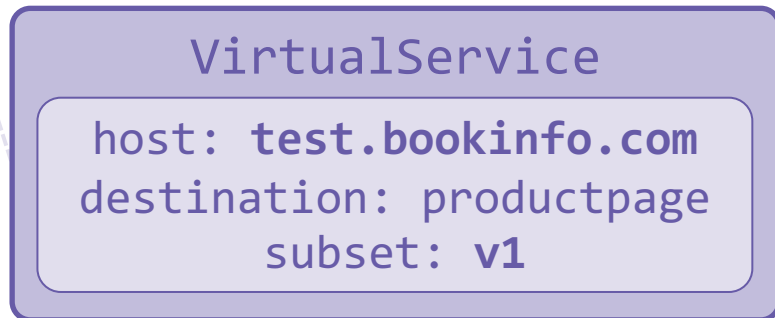 VirtualService
host: test.bookinfo.com
destination: productpage
subset: v1